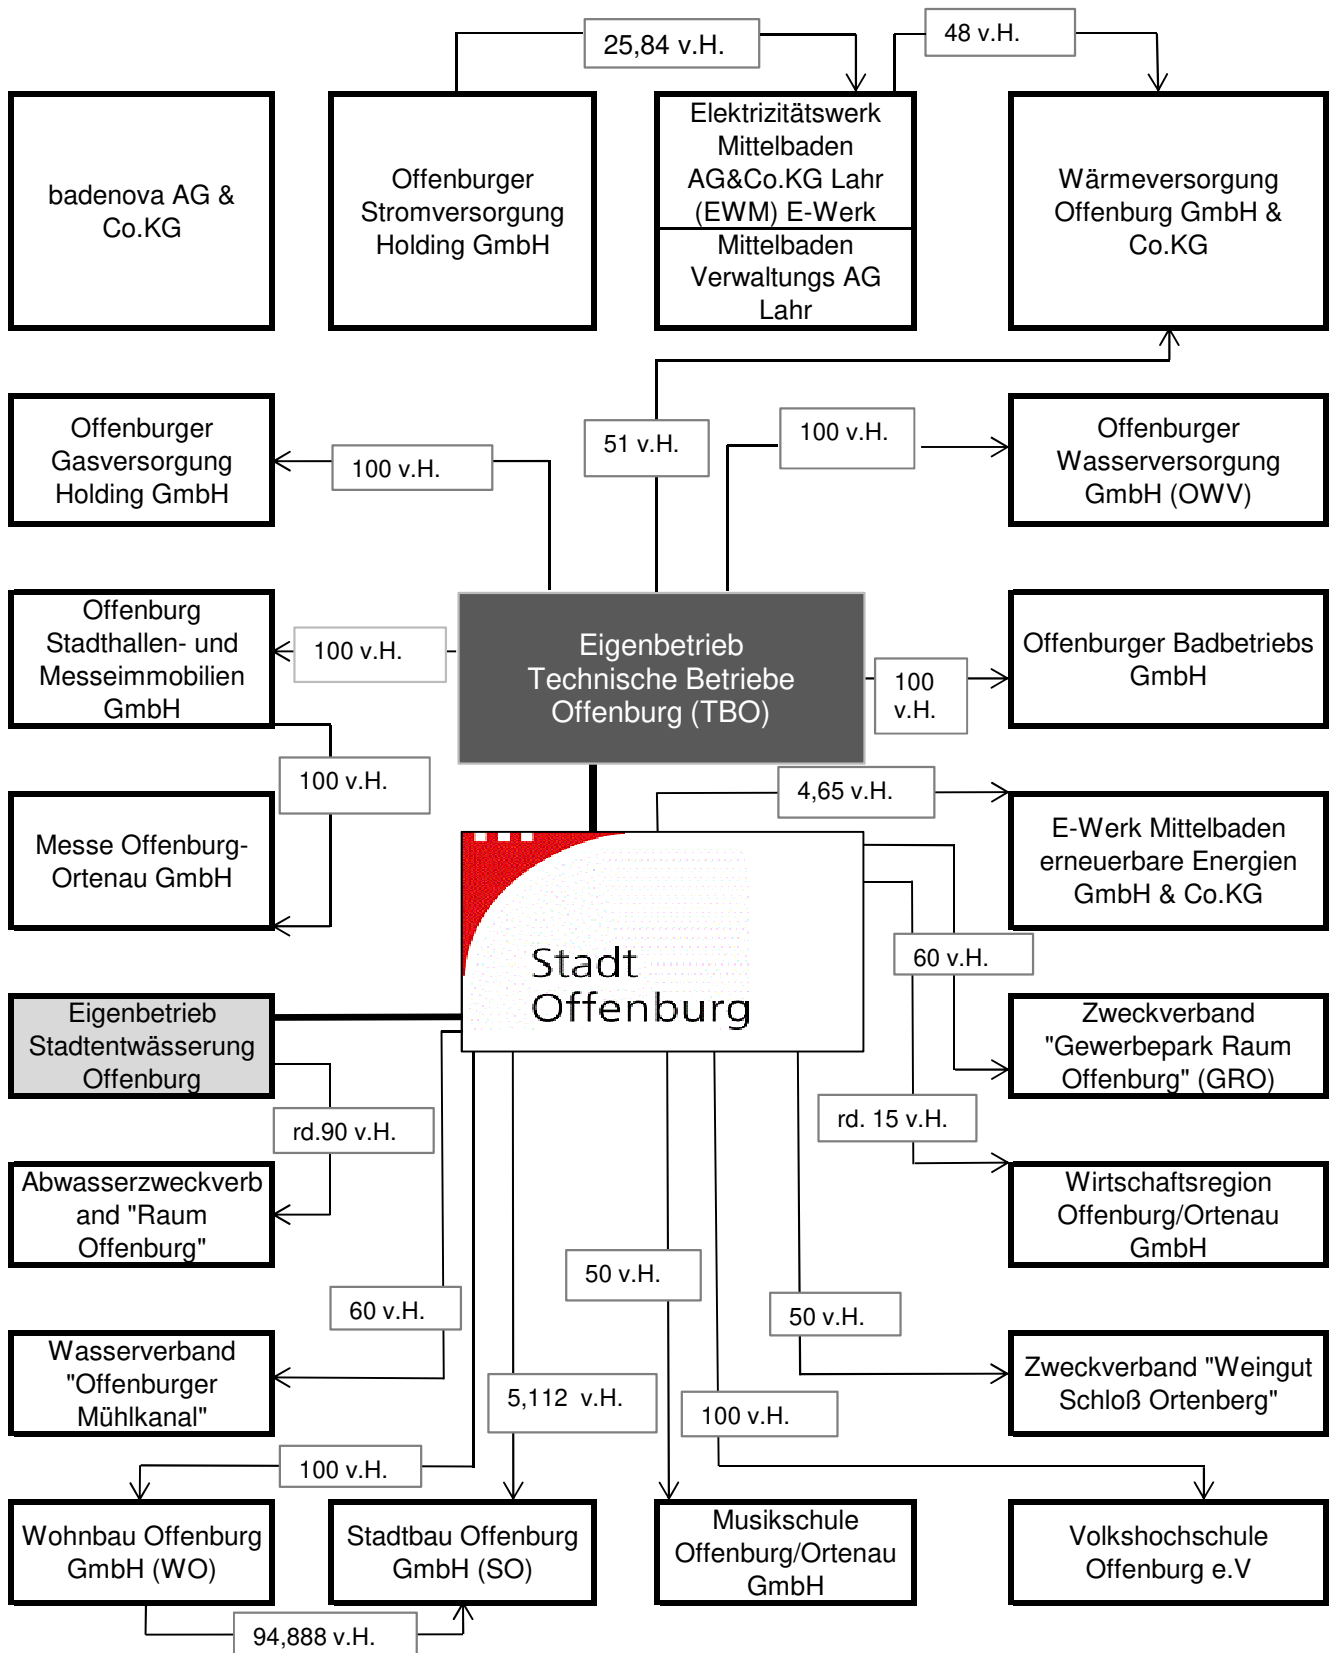 25,84 v.H.
48 v.H.
badenova AG &
Co.KG
Offenburger
Stromversorgung
Holding GmbH
Elektrizitätswerk
Mittelbaden
AG&Co.KG Lahr
(EWM) E-Werk
Mittelbaden
Verwaltungs AG
Lahr
Wärmeversorgung
Offenburg GmbH &
Co.KG
Offenburger
Gasversorgung
Holding GmbH
100 v.H.
51 v.H.
100 v.H.
Offenburger
Wasserversorgung
GmbH (OWV)
Offenburg
Stadthallen- und
Messeimmobilien
GmbH
100 v.H.
Eigenbetrieb
Technische Betriebe
Offenburg (TBO)
100
v.H.
Offenburger Badbetriebs
GmbH
100 v.H.
4,65 v.H.
Messe Offenburg-
Ortenau GmbH
E-Werk Mittelbaden
erneuerbare Energien
GmbH & Co.KG
Stadt
Offenburg
60 v.H.
Eigenbetrieb
Stadtentwässerung
Offenburg
Zweckverband
"Gewerbepark Raum
Offenburg" (GRO)
rd.90 v.H.
rd. 15 v.H.
Abwasserzweckverb
and "Raum
Offenburg"
Wirtschaftsregion
Offenburg/Ortenau
GmbH
60 v.H.
50 v.H.
50 v.H.
Wasserverband
"Offenburger
Mühlkanal"
5,112 v.H.
100 v.H.
Zweckverband "Weingut
Schloß Ortenberg"
100 v.H.
Wohnbau Offenburg
GmbH (WO)
Stadtbau Offenburg
GmbH (SO)
Musikschule
Offenburg/Ortenau
GmbH
Volkshochschule
Offenburg e.V
94,888 v.H.